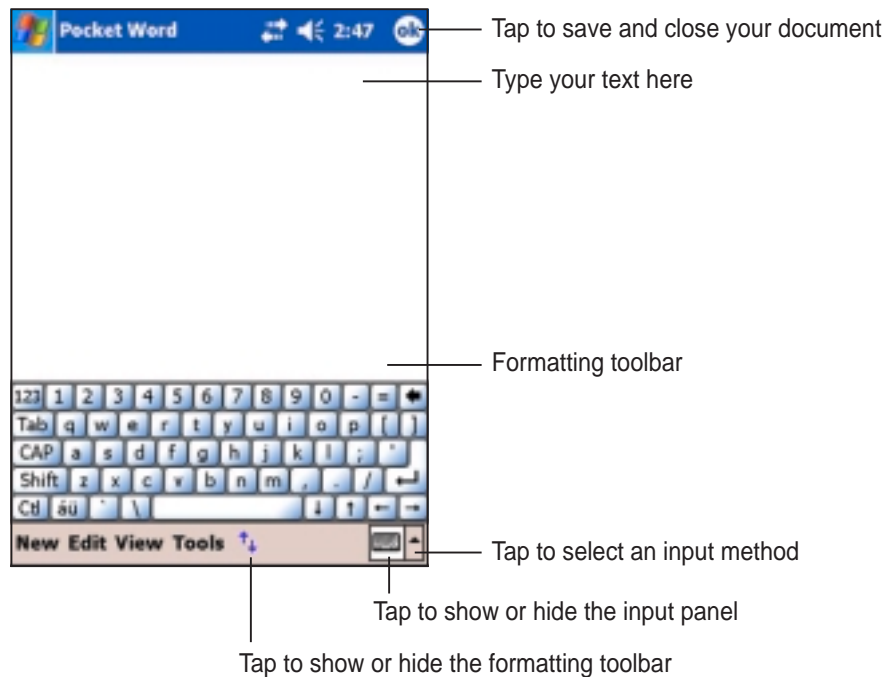 Pocket Word 2:47 ok
Tap to save and close your document
Type your text here
Formatting toolbar
123 1 2 3 4 5 6 7 8 9 0 - =
Tab q w e r t y u i o p [ ]
CAP a s d f g h j k l ; '
Shift z x c v b n m , . /
Ctl áü ` \
New Edit View Tools
Tap to select an input method
Tap to show or hide the input panel
Tap to show or hide the formatting toolbar